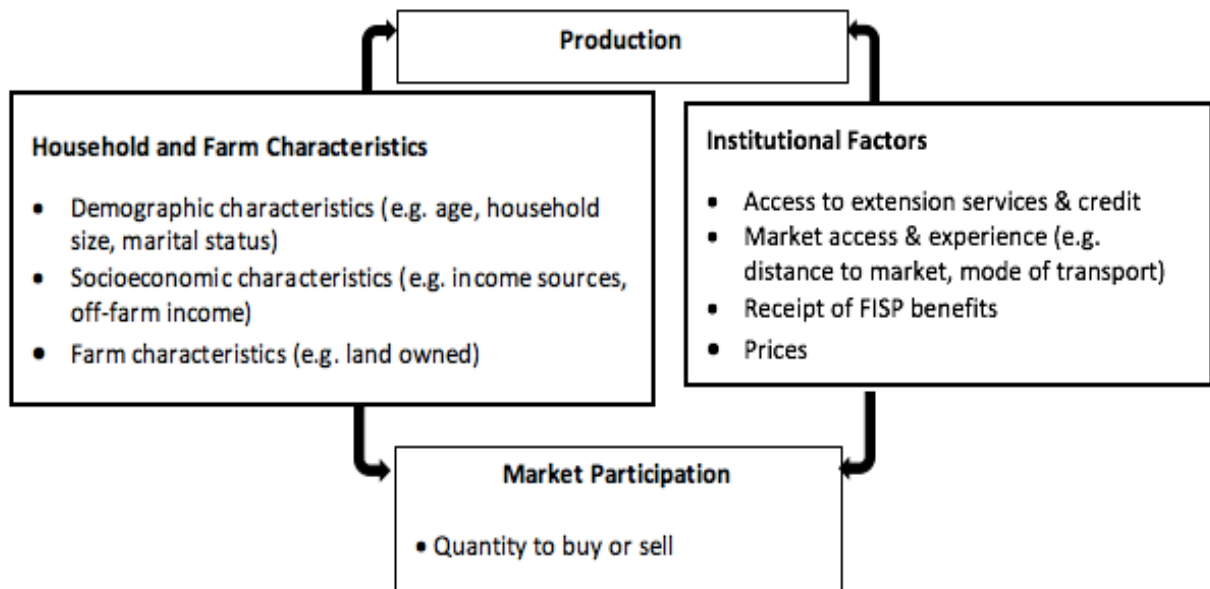 Production
Household and Farm Characteristics
• Demographic characteristics (e.g. age, household
size, marital status)
• Socioeconomic characteristics (e.g. income sources,
off-farm income)
• Farm characteristics (e.g. land owned)
Institutional Factors
• Access to extension services & credit
• Market access & experience (e.g.
distance to market, mode of transport)
• Receipt of FISP benefits
• Prices
Market Participation
• Quantity to buy or sell